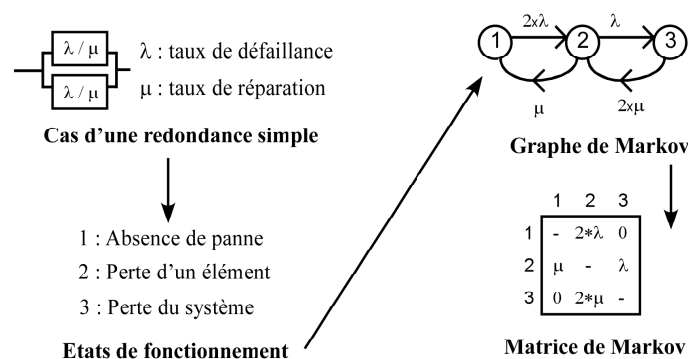 λ / μ
λ / μ
λ : taux de défaillance
μ : taux de réparation
Cas d’une redondance simple
1 : Absence de panne
2 : Perte d’un élément
3 : Perte du système
Etats de fonctionnement
2xλ
λ
1
2
3
μ
2xμ
Graphe de Markov
1 2 3
1 - 2*λ 0
2 μ - λ
3 0 2*μ -
Matrice de Markov